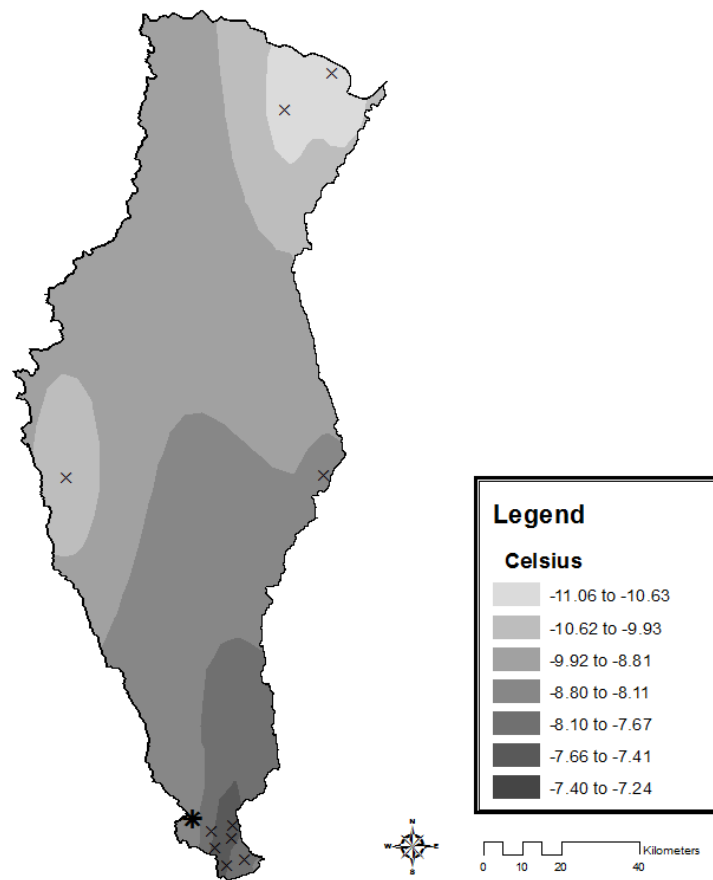 Legend
Celsius
-11.06 to -10.63
-10.62 to -9.93
-9.92 to -8.81
-8.80 to -8.11
-8.10 to -7.67
-7.66 to -7.41
-7.40 to -7.24
N
W E
S
Kilometers
0 10 20 40